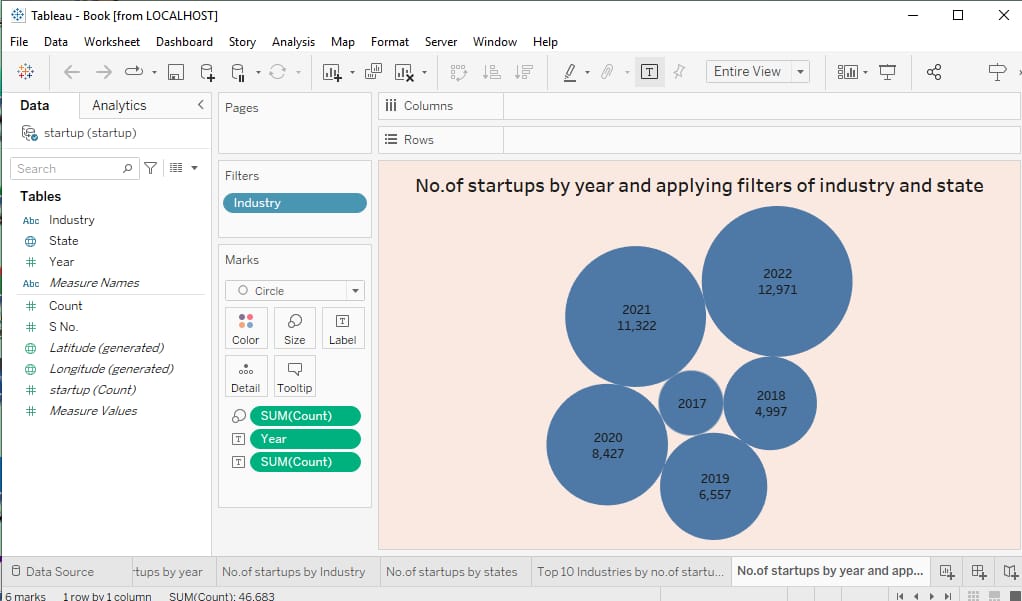 Tableau - Book [from LOCALHOST]
File Data Worksheet Dashboard Story Analysis Map Format Server Window Help
Entire View
Data Analytics
startup (startup)
Search
Tables
Abc Industry
State
Year
Abc Measure Names
Count
S No.
Latitude (generated)
Longitude (generated)
startup (Count)
Measure Values
Pages
Filters
Industry
Marks
Circle
Color Size Label
Detail Tooltip
SUM(Count)
Year
SUM(Count)
Columns
Rows
No.of startups by year and applying filters of industry and state
2022
12,971
2021
11,322
2017
2018
4,997
2020
8,427
2019
6,557
Data Source rtups by year No.of startups by Industry No.of startups by states Top 10 Industries by no.of startu... No.of startups by year and app...
6 marks 1 row by 1 column SUM(Count): 46,683